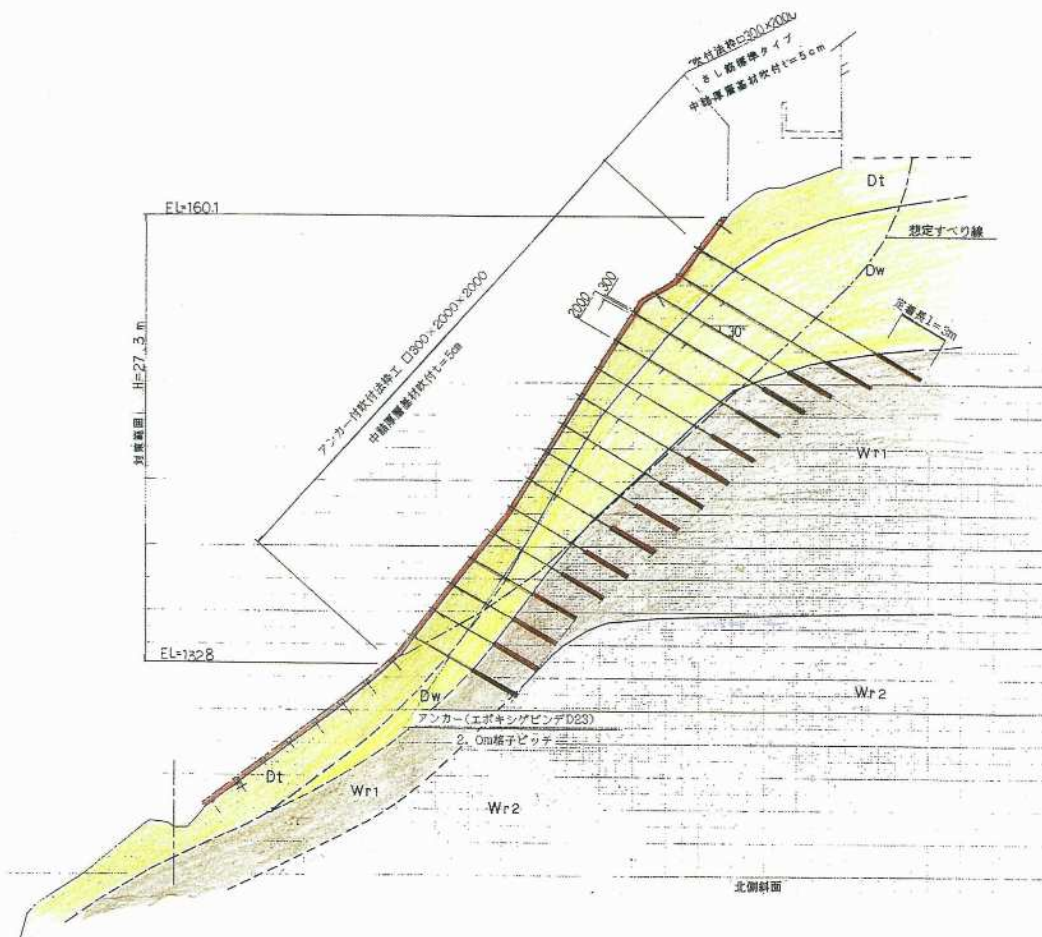 吹付法枠□300×2000
さし筋標準タイプ
中詰厚層基材吹付t=5cm
EL=160.1
Dt
想定すべり線
Dw
定着長l=3m
300
2000
30°
アンカー付吹付法枠工 □300×2000×2000
中詰厚層基材吹付t=5cm
対策範囲 H=27.3m
Wr1
EL=132.8
Dw
Wr2
アンカー(エポキシゲビンデD23)
2.0m格子ピッチ
Dt
Wr1
Wr2
北側斜面